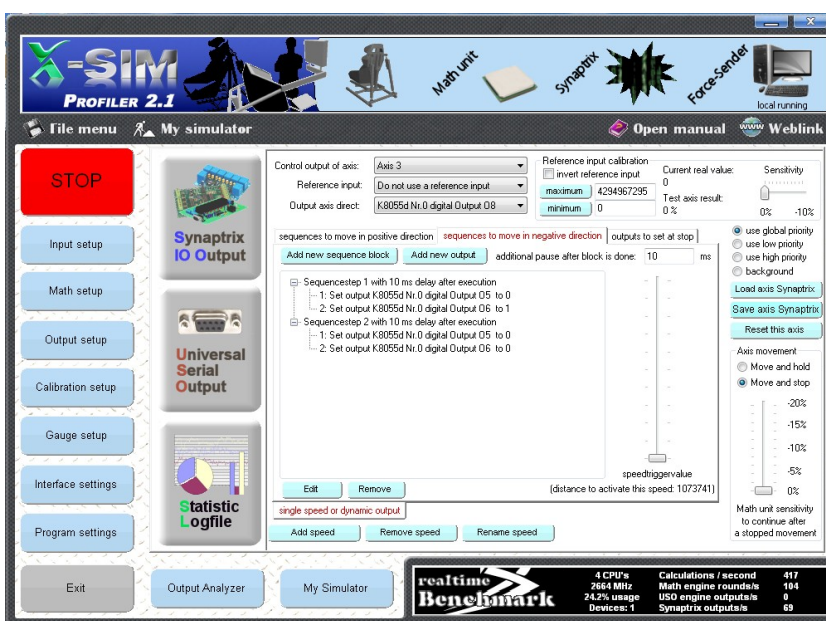 X-SIM
PROFILER 2.1
Math unit
Synaptrix
Force-Sender
local running
File menu
My simulator
Open manual
Weblink
STOP
Input setup
Math setup
Output setup
Calibration setup
Gauge setup
Interface settings
Program settings
Exit
Synaptrix
IO Output
Universal
Serial
Output
Statistic
Logfile
Control output of axis: Axis 3
Reference input: Do not use a reference input
Output axis direct: K8055d Nr.0 digital Output O8
Reference input calibration
invert reference input
maximum 4294967295
minimum 0
Current real value:
0
Test axis result:
0 %
Sensitivity
0% -10%
sequences to move in positive direction sequences to move in negative direction outputs to set at stop
Add new sequence block Add new output additional pause after block is done: 10 ms
Sequencestep 1 with 10 ms delay after execution
1: Set output K8055d Nr.0 digital Output O5 to 0
2: Set output K8055d Nr.0 digital Output O6 to 1
Sequencestep 2 with 10 ms delay after execution
1: Set output K8055d Nr.0 digital Output O5 to 0
2: Set output K8055d Nr.0 digital Output O6 to 0
speedtriggervalue
Edit Remove (distance to activate this speed: 1073741)
single speed or dynamic output
Add speed Remove speed Rename speed
use global priority
use low priority
use high priority
background
Load axis Synaptrix
Save axis Synaptrix
Reset this axis
Axis movement
Move and hold
Move and stop
-20%
-15%
-10%
-5%
0%
Math unit sensitivity
to continue after
a stopped movement
Output Analyzer
My Simulator
realtime
Benchmark
4 CPU's
2664 MHz
24.2% usage
Devices: 1
Calculations / second 417
Math engine rounds/s 104
USO engine outputs/s 0
Synaptrix outputs/s 69